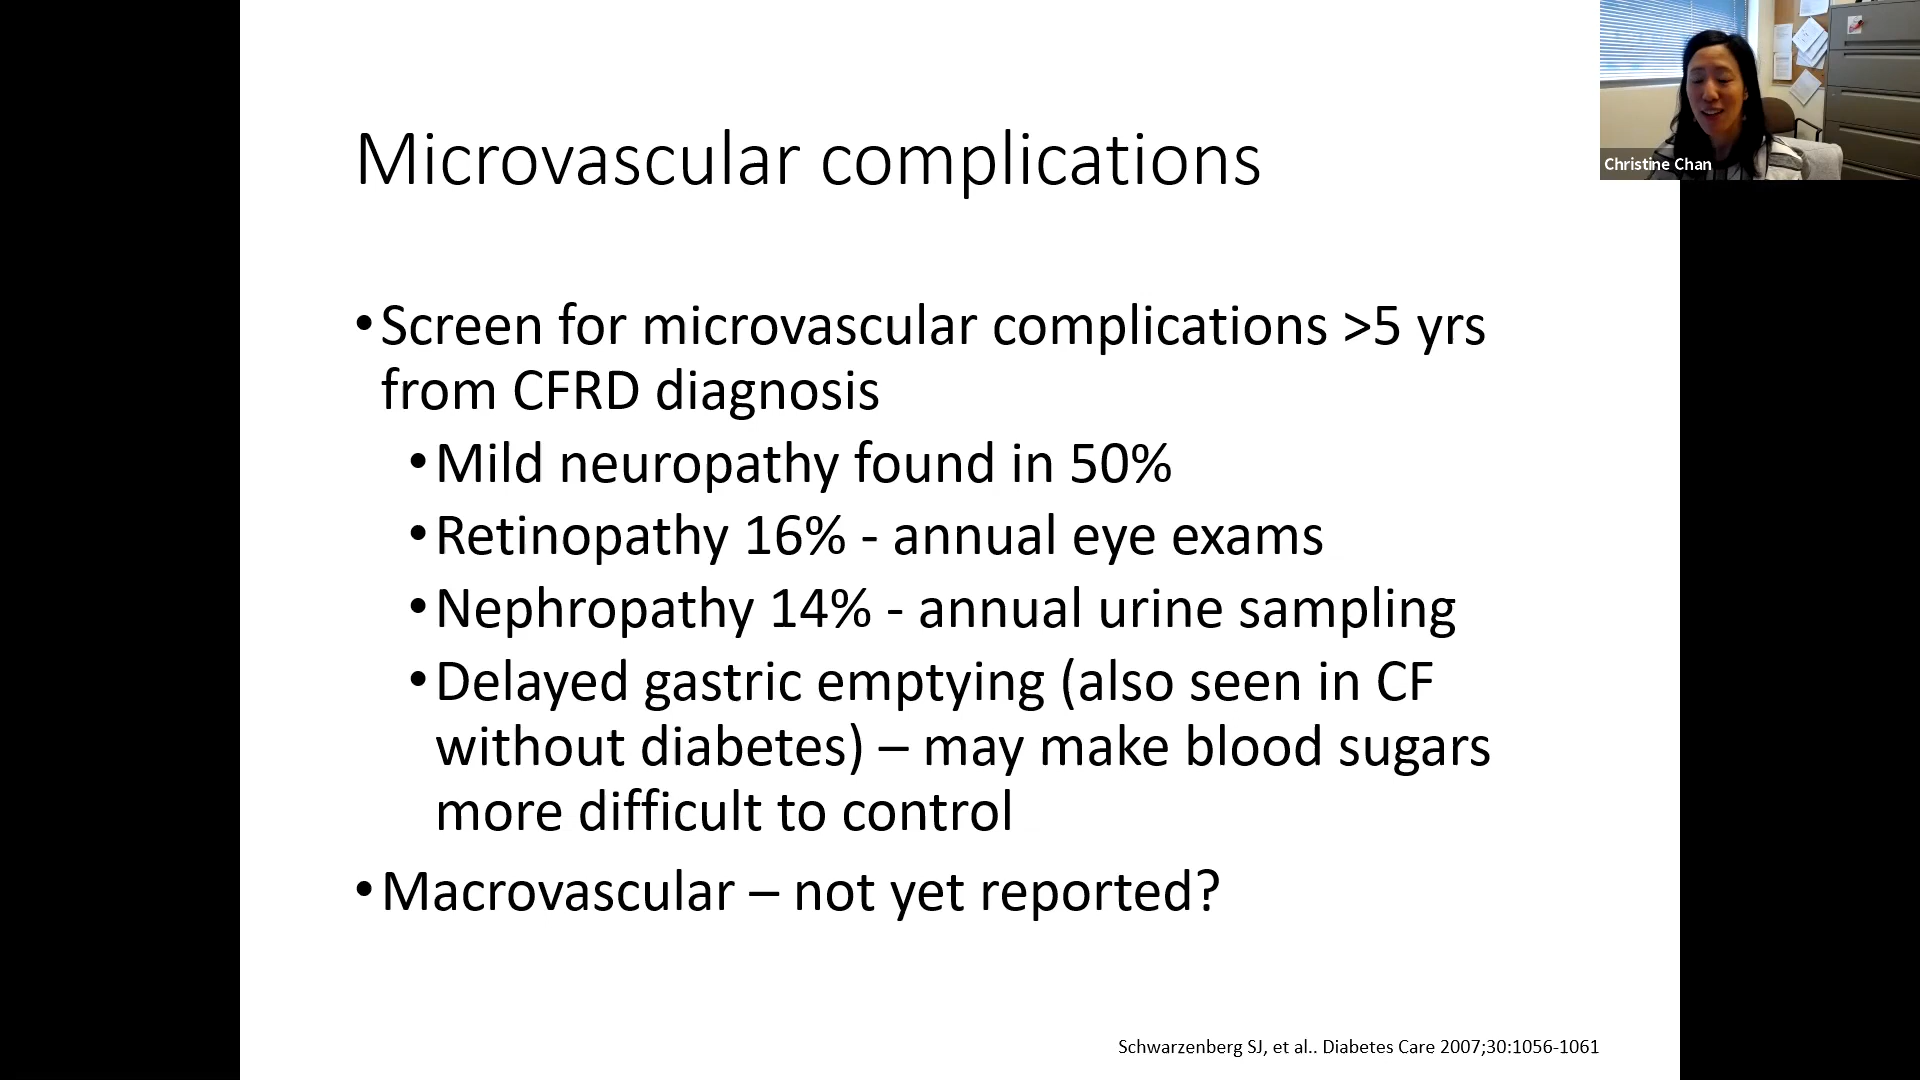 Microvascular complications
Christine Chan
•Screen for microvascular complications >5 yrs
from CFRD diagnosis
•Mild neuropathy found in 50%
•Retinopathy 16% - annual eye exams
•Nephropathy 14% - annual urine sampling
•Delayed gastric emptying (also seen in CF
without diabetes) – may make blood sugars
more difficult to control
•Macrovascular – not yet reported?
Schwarzenberg SJ, et al.. Diabetes Care 2007;30:1056-1061